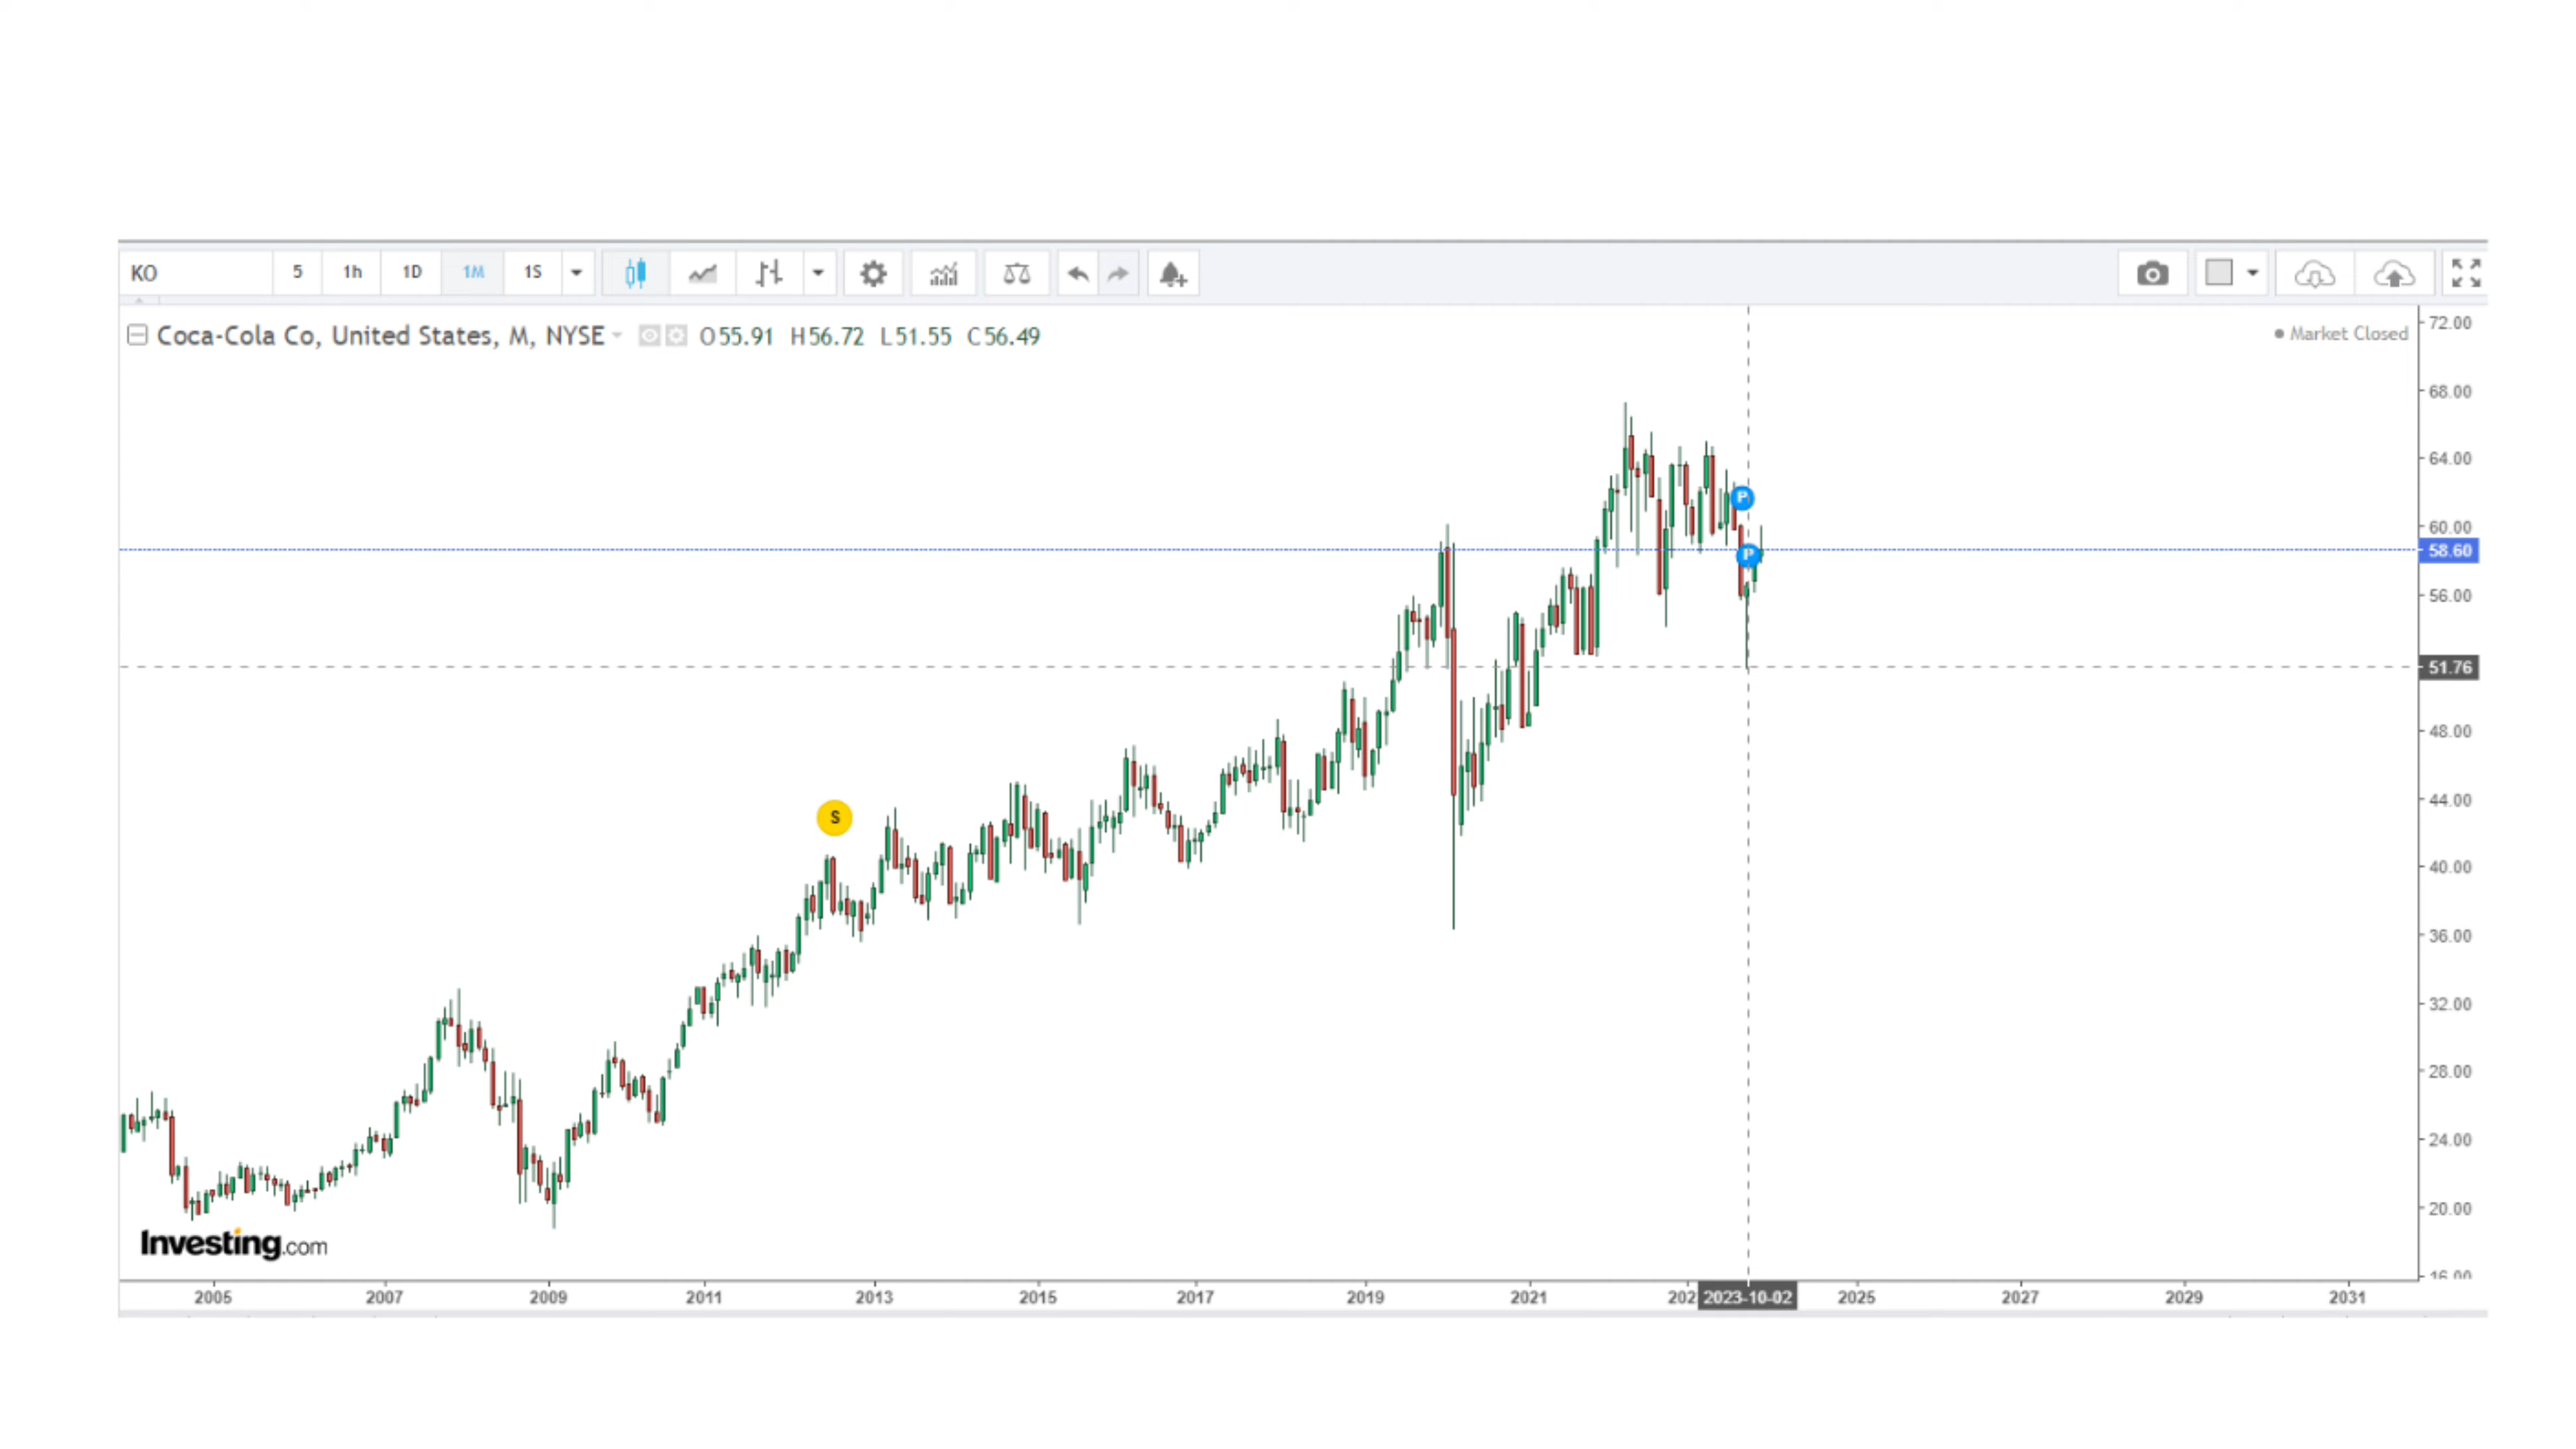 KO 5 1h 1D 1M 1S
Coca-Cola Co, United States, M, NYSE O55.91 H56.72 L51.55 C56.49
Market Closed
72.00
68.00
64.00
P
60.00
P
58.60
56.00
51.76
48.00
S
44.00
40.00
36.00
32.00
28.00
24.00
20.00
Investing.com
16.00
2005 2007 2009 2011 2013 2015 2017 2019 2021 202 2023-10-02 2025 2027 2029 2031